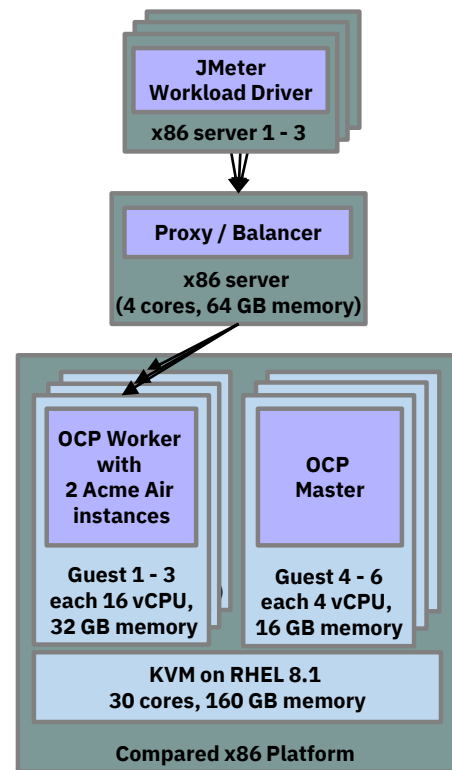 JMeter
Workload Driver
x86 server 1 - 3
Proxy / Balancer
x86 server
(4 cores, 64 GB memory)
OCP Worker
with
2 Acme Air
instances
Guest 1 - 3
each 16 vCPU,
32 GB memory
OCP
Master
Guest 4 - 6
each 4 vCPU,
16 GB memory
KVM on RHEL 8.1
30 cores, 160 GB memory
Compared x86 Platform